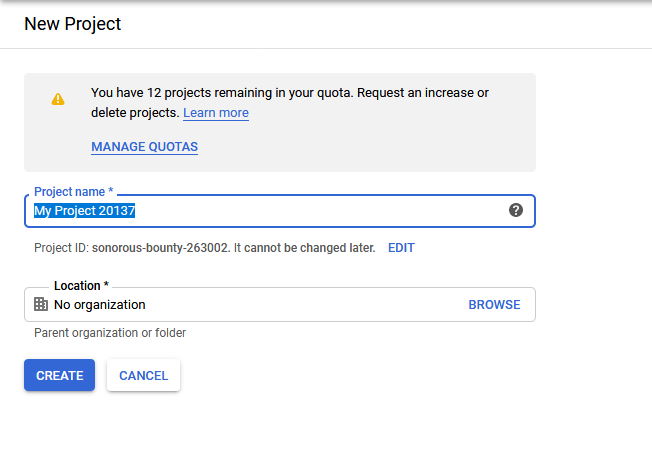 New Project
You have 12 projects remaining in your quota. Request an increase or
delete projects. Learn more
MANAGE QUOTAS
Project name *
My Project 20137
Project ID: sonorous-bounty-263002. It cannot be changed later. EDIT
Location *
No organization BROWSE
Parent organization or folder
CREATE CANCEL